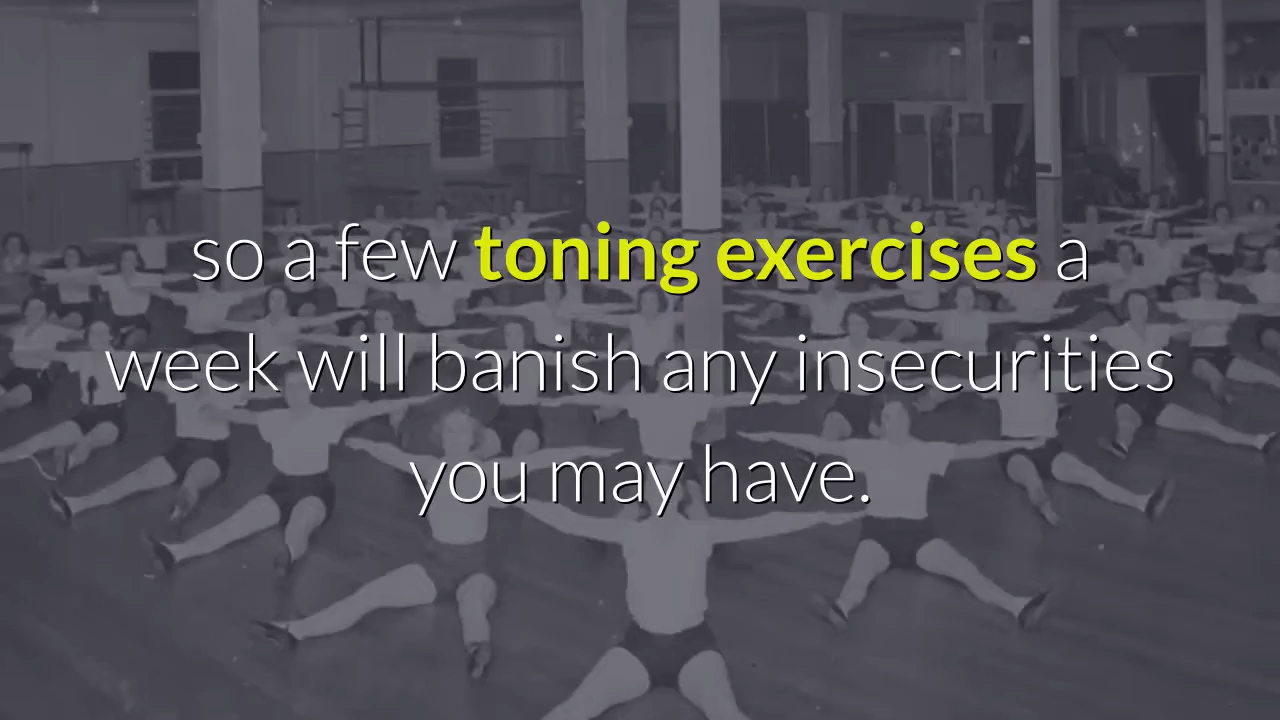 so a few toning exercises a
week will banish any insecurities
you may have.